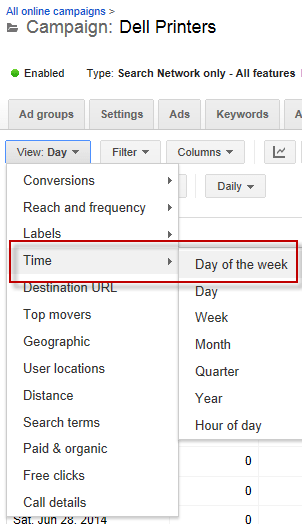 All online campaigns >
Campaign: Dell Printers
Enabled Type: Search Network only - All features
Ad groups Settings Ads Keywords A
View: Day Filter Columns
Daily
Conversions
Reach and frequency
Labels
Time
Destination URL
Top movers
Geographic
User locations
Distance
Search terms
Paid & organic
Free clicks
Call details
Day of the week
Day
Week
Month
Quarter
Year
Hour of day
0
0
Sat, Jun 28, 2014 0